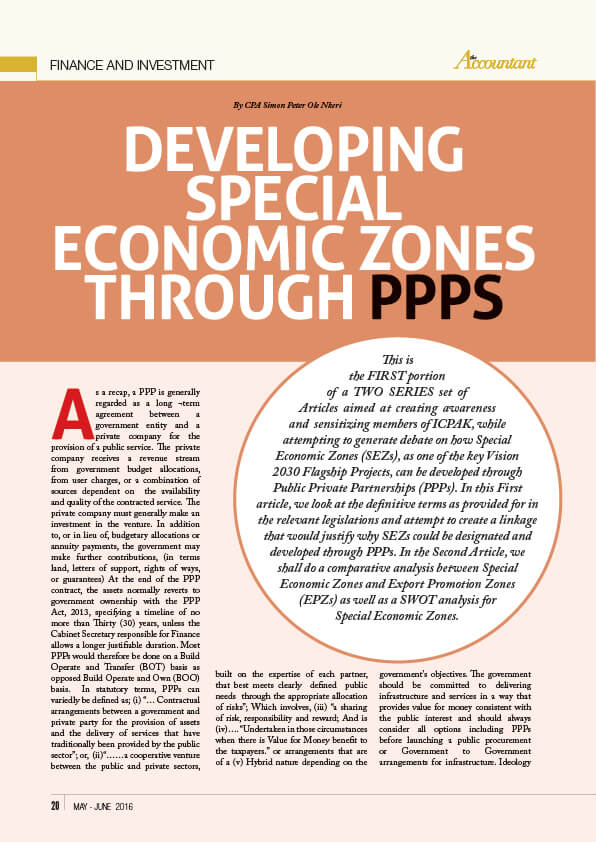 FINANCE AND INVESTMENT
the
Accountant
By CPA Simon Peter Ole Nkeri
DEVELOPING
SPECIAL
ECONOMIC ZONES
THROUGH PPPS
This is
the FIRST portion
of a TWO SERIES set of
Articles aimed at creating awareness
and sensitizing members of ICPAK, while
attempting to generate debate on how Special
Economic Zones (SEZs), as one of the key Vision
2030 Flagship Projects, can be developed through
Public Private Partnerships (PPPs). In this First
article, we look at the definitive terms as provided for in
the relevant legislations and attempt to create a linkage
that would justify why SEZs could be designated and
developed through PPPs. In the Second Article, we
shall do a comparative analysis between Special
Economic Zones and Export Promotion Zones
(EPZs) as well as a SWOT analysis for
Special Economic Zones.
As a recap, a PPP is generally
regarded as a long ¬term
agreement between a
government entity and a
private company for the
provision of a public service. The private
company receives a revenue stream
from government budget allocations,
from user charges, or a combination of
sources dependent on the availability
and quality of the contracted service. The
private company must generally make an
investment in the venture. In addition
to, or in lieu of, budgetary allocations or
annuity payments, the government may
make further contributions, (in terms
land, letters of support, rights of ways,
or guarantees) At the end of the PPP
contract, the assets normally reverts to
government ownership with the PPP
Act, 2013, specifying a timeline of no
more than Thirty (30) years, unless the
Cabinet Secretary responsible for Finance
allows a longer justifiable duration. Most
PPPs would therefore be done on a Build
Operate and Transfer (BOT) basis as
opposed Build Operate and Own (BOO)
basis. In statutory terms, PPPs can
variedly be defined as; (i) “… Contractual
arrangements between a government and
private party for the provision of assets
and the delivery of services that have
traditionally been provided by the public
sector”; or, (ii)“……a cooperative venture
between the public and private sectors,
built on the expertise of each partner,
that best meets clearly defined public
needs through the appropriate allocation
of risks”; Which involves, (iii) “a sharing
of risk, responsibility and reward; And is
(iv)…. “Undertaken in those circumstances
when there is Value for Money benefit to
the taxpayers.” or arrangements that are
of a (v) Hybrid nature depending on the
government’s objectives. The government
should be committed to delivering
infrastructure and services in a way that
provides value for money consistent with
the public interest and should always
consider all options including PPPs
before launching a public procurement
or Government to Government
arrangements for infrastructure. Ideology
20 MAY - JUNE 2016